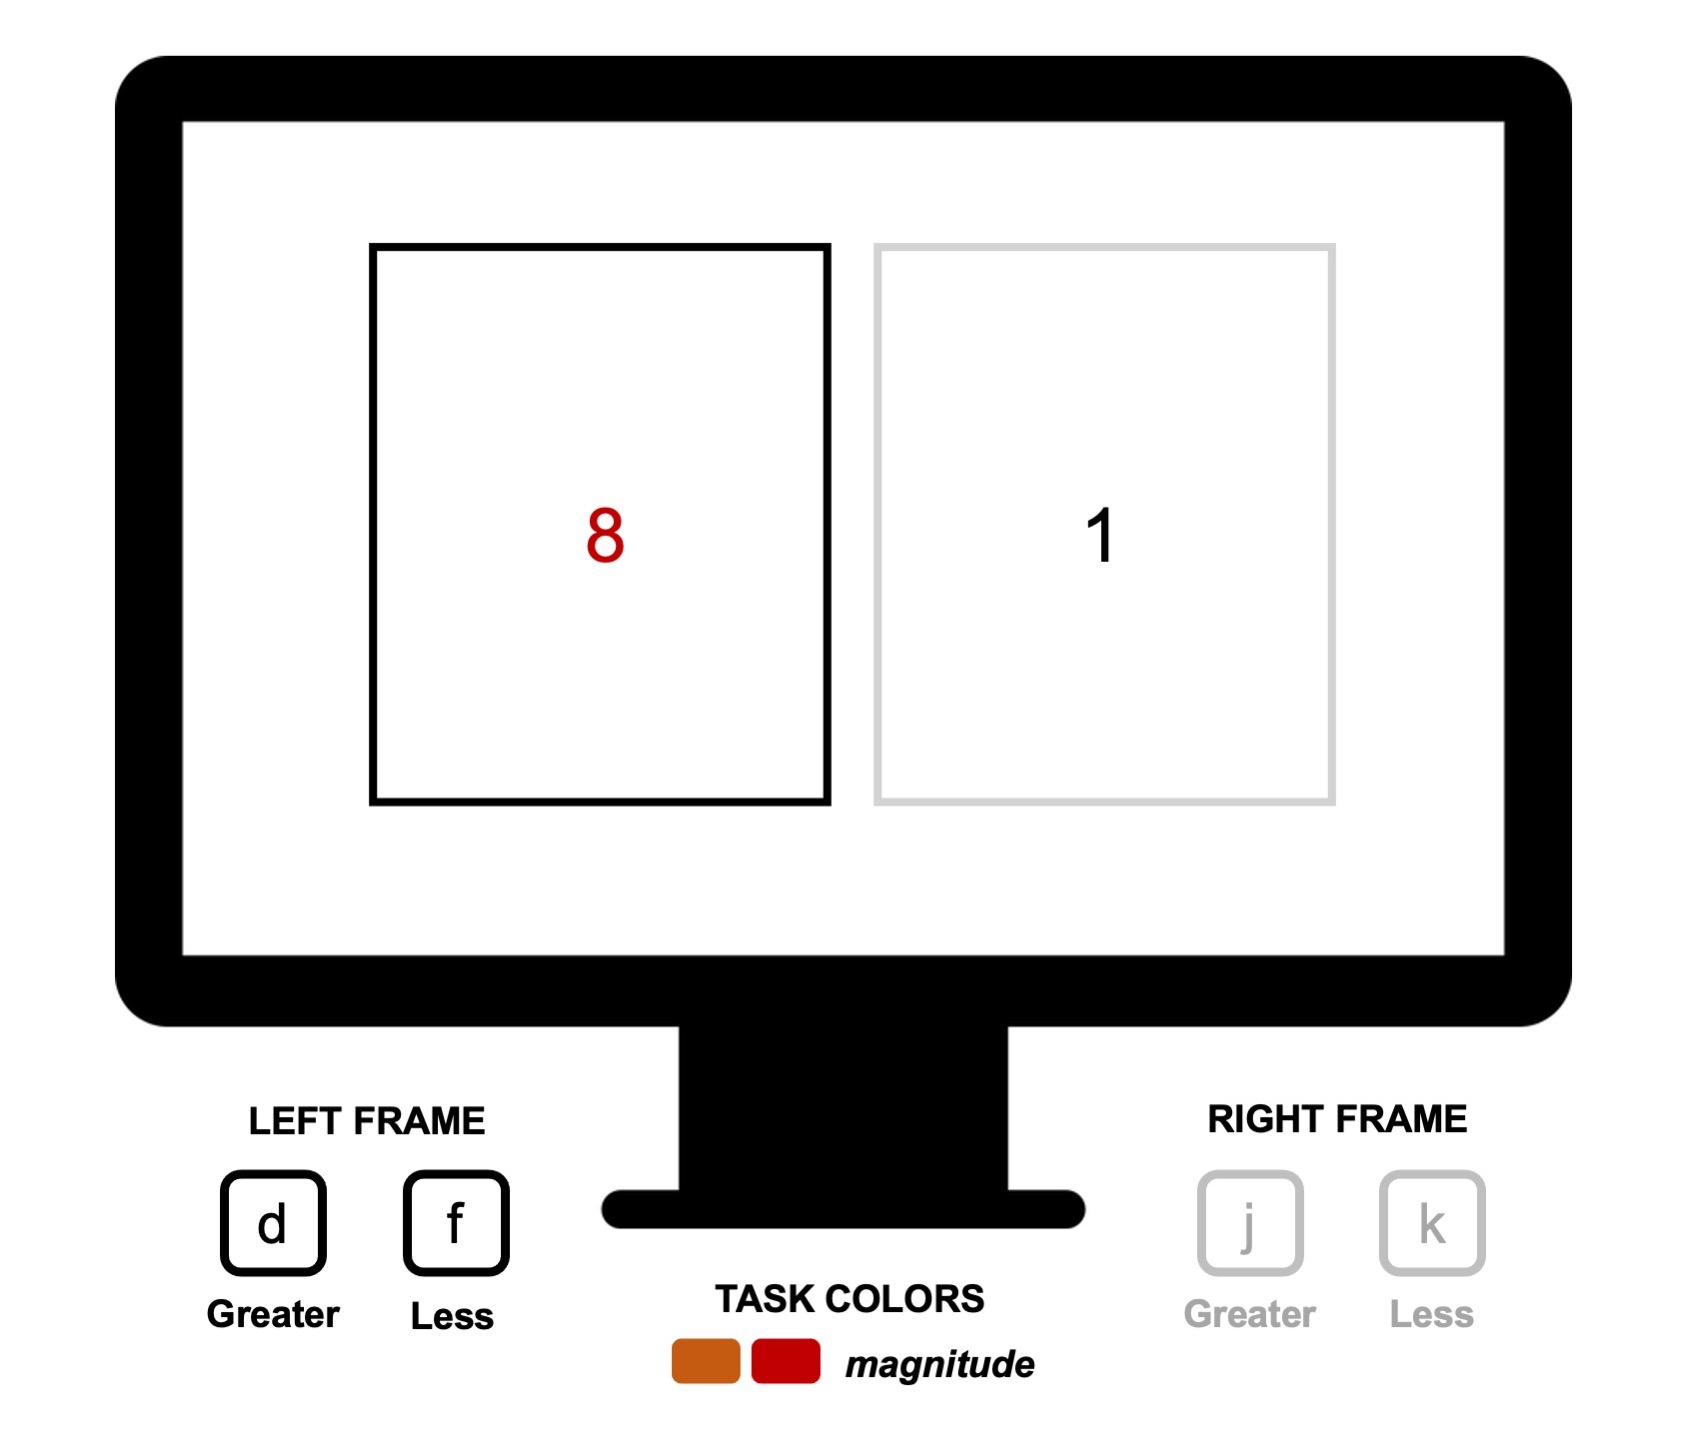 8
1
LEFT FRAME
d
f
Greater
Less
TASK COLORS
magnitude
RIGHT FRAME
j
k
Greater
Less